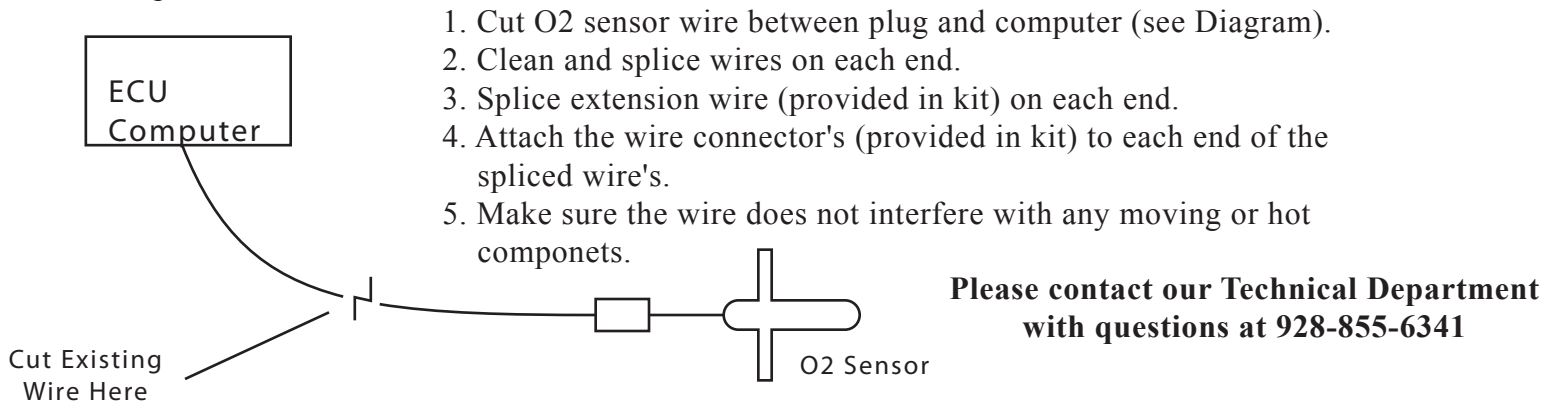 1. Cut O2 sensor wire between plug and computer (see Diagram).
2. Clean and splice wires on each end.
3. Splice extension wire (provided in kit) on each end.
4. Attach the wire connector's (provided in kit) to each end of the
spliced wire's.
5. Make sure the wire does not interfere with any moving or hot
componets.
ECU
Computer
Please contact our Technical Department
with questions at 928-855-6341
O2 Sensor
Cut Existing
Wire Here